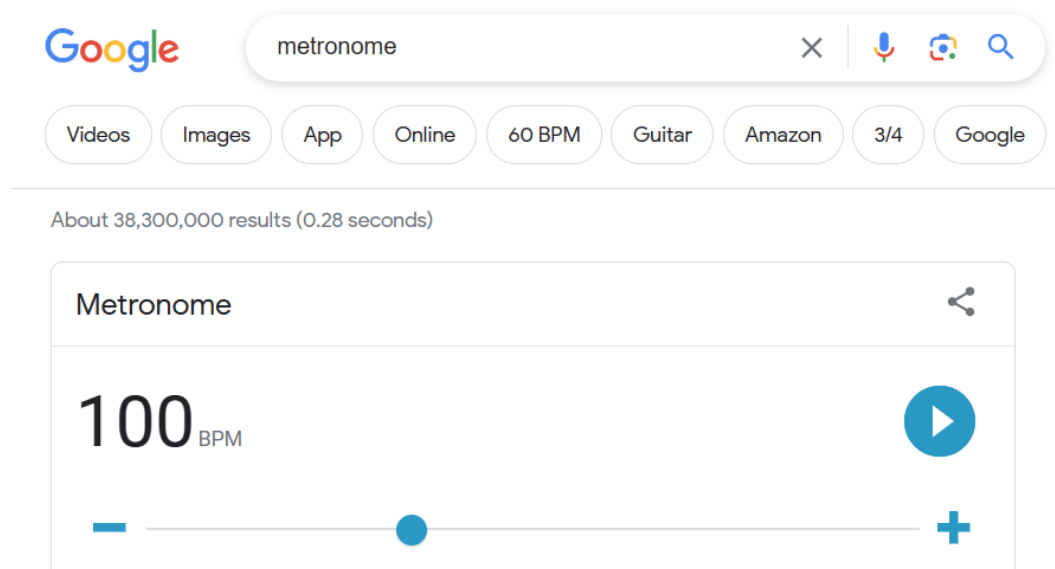 Google metronome
Videos Images App Online 60 BPM Guitar Amazon 3/4 Google
About 38,300,000 results (0.28 seconds)
Metronome
100 BPM